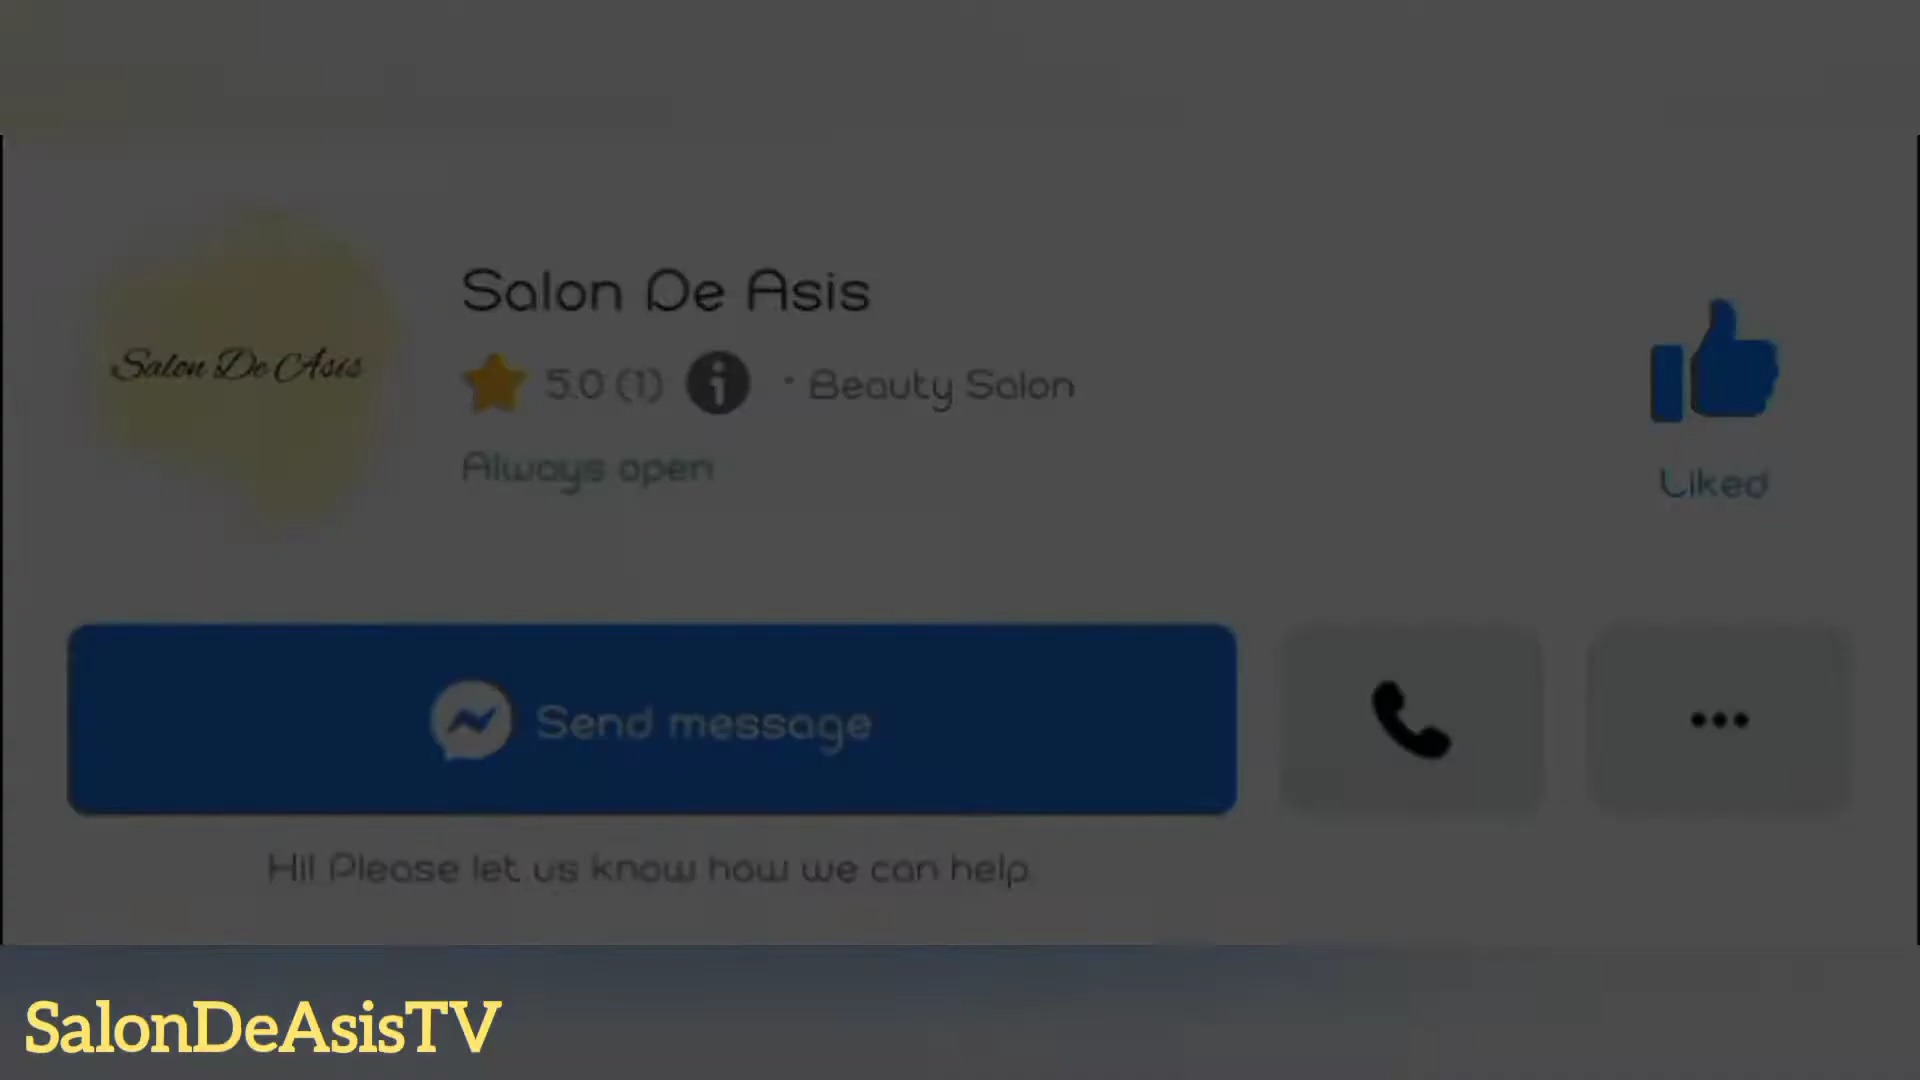 Salon De Asis
Salon De Asis
5.0 (1) · Beauty Salon
Always open
Liked
Send message
Hi! Please let us know how we can help.
SalonDeAsisTV